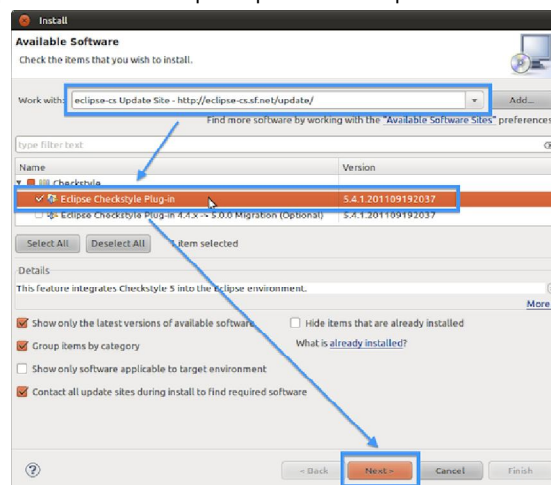 Install
Available Software
Check the items that you wish to install.
Work with: eclipse-cs Update Site - http://eclipse-cs.sf.net/update/ Add...
Find more software by working with the "Available Software Sites" preferences
type filter text
Name Version
Checkstyle
Eclipse Checkstyle Plug-in 5.4.1.201109192037
Eclipse Checkstyle Plug-in 4.4.x -> 5.0.0 Migration (Optional) 5.4.1.201109192037
Select All Deselect All 1 item selected
Details
This feature integrates Checkstyle 5 into the Eclipse environment.
More
Show only the latest versions of available software Hide items that are already installed
Group items by category What is already installed?
Show only software applicable to target environment
Contact all update sites during install to find required software
? < Back Next > Cancel Finish